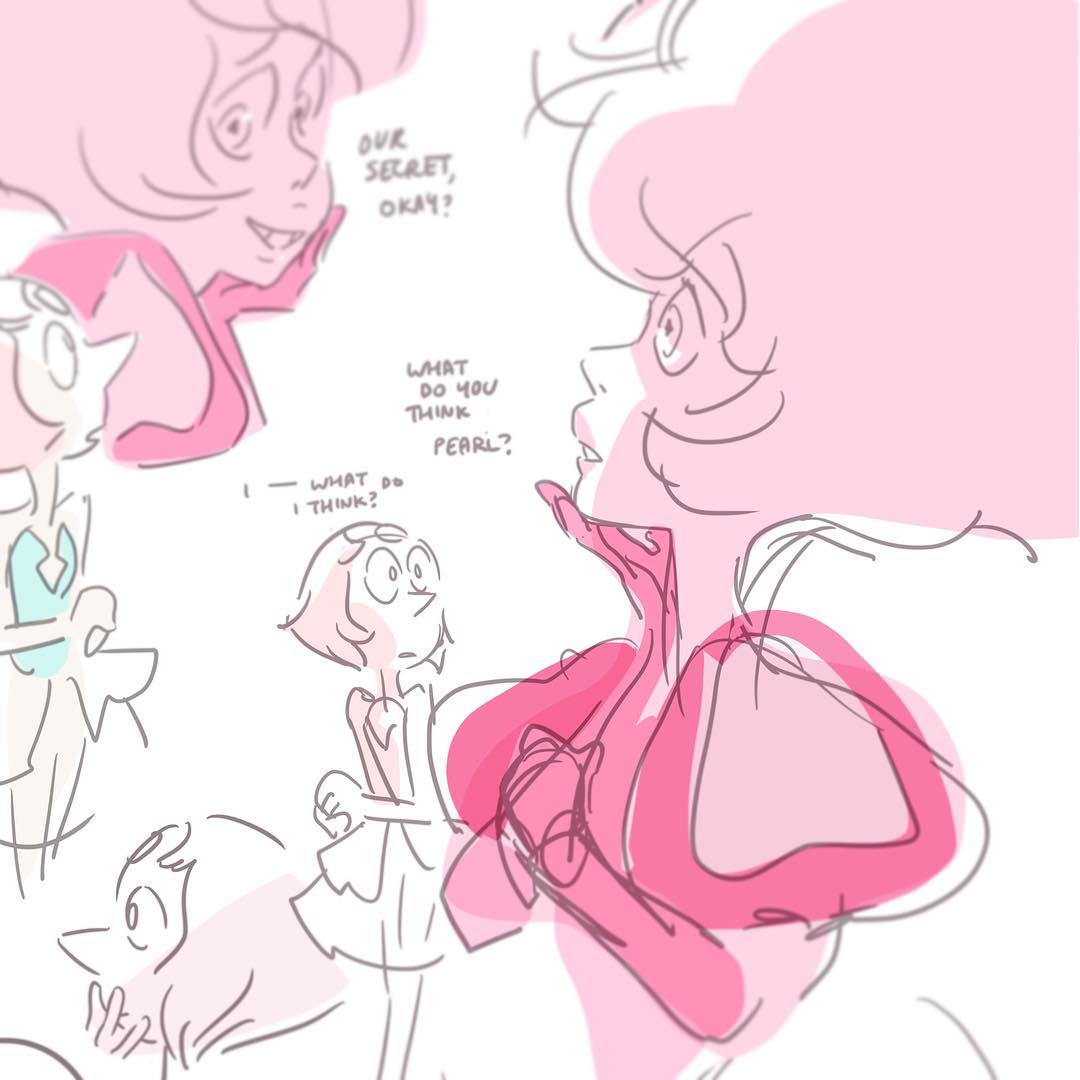 OUR
SECRET,
OKAY?
WHAT
DO YOU
THINK
PEARL?
I — WHAT DO
I THINK?